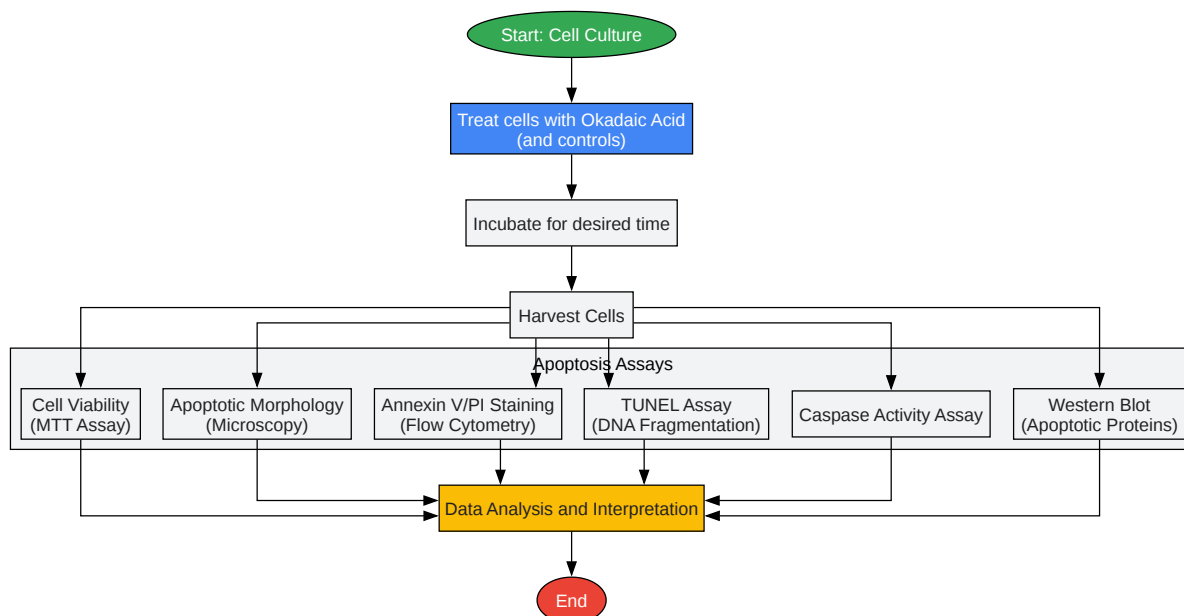 Start: Cell Culture
Treat cells with Okadaic Acid
(and controls)
Incubate for desired time
Harvest Cells
Apoptosis Assays
Cell Viability
(MTT Assay)
Apoptotic Morphology
(Microscopy)
Annexin V/PI Staining
(Flow Cytometry)
TUNEL Assay
(DNA Fragmentation)
Caspase Activity Assay
Western Blot
(Apoptotic Proteins)
Data Analysis and Interpretation
End